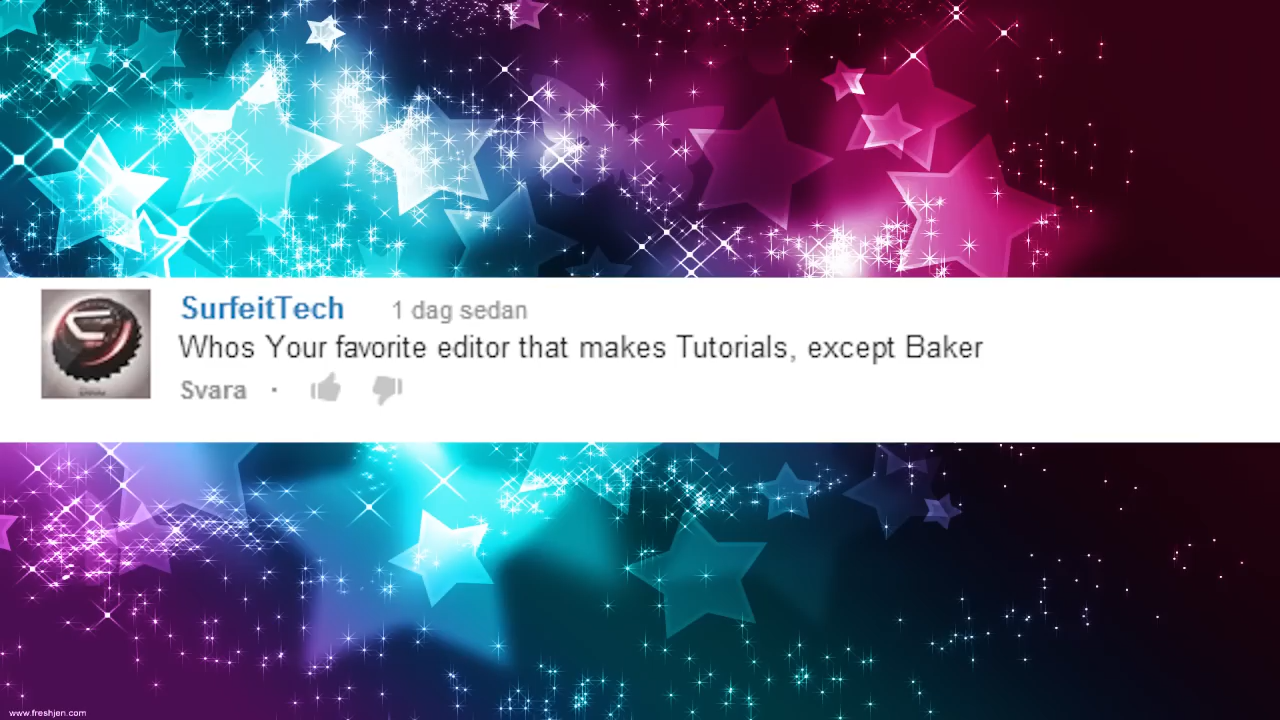 SurfeitTech 1 dag sedan
Whos Your favorite editor that makes Tutorials, except Baker
Svara ·
www.freshjen.com